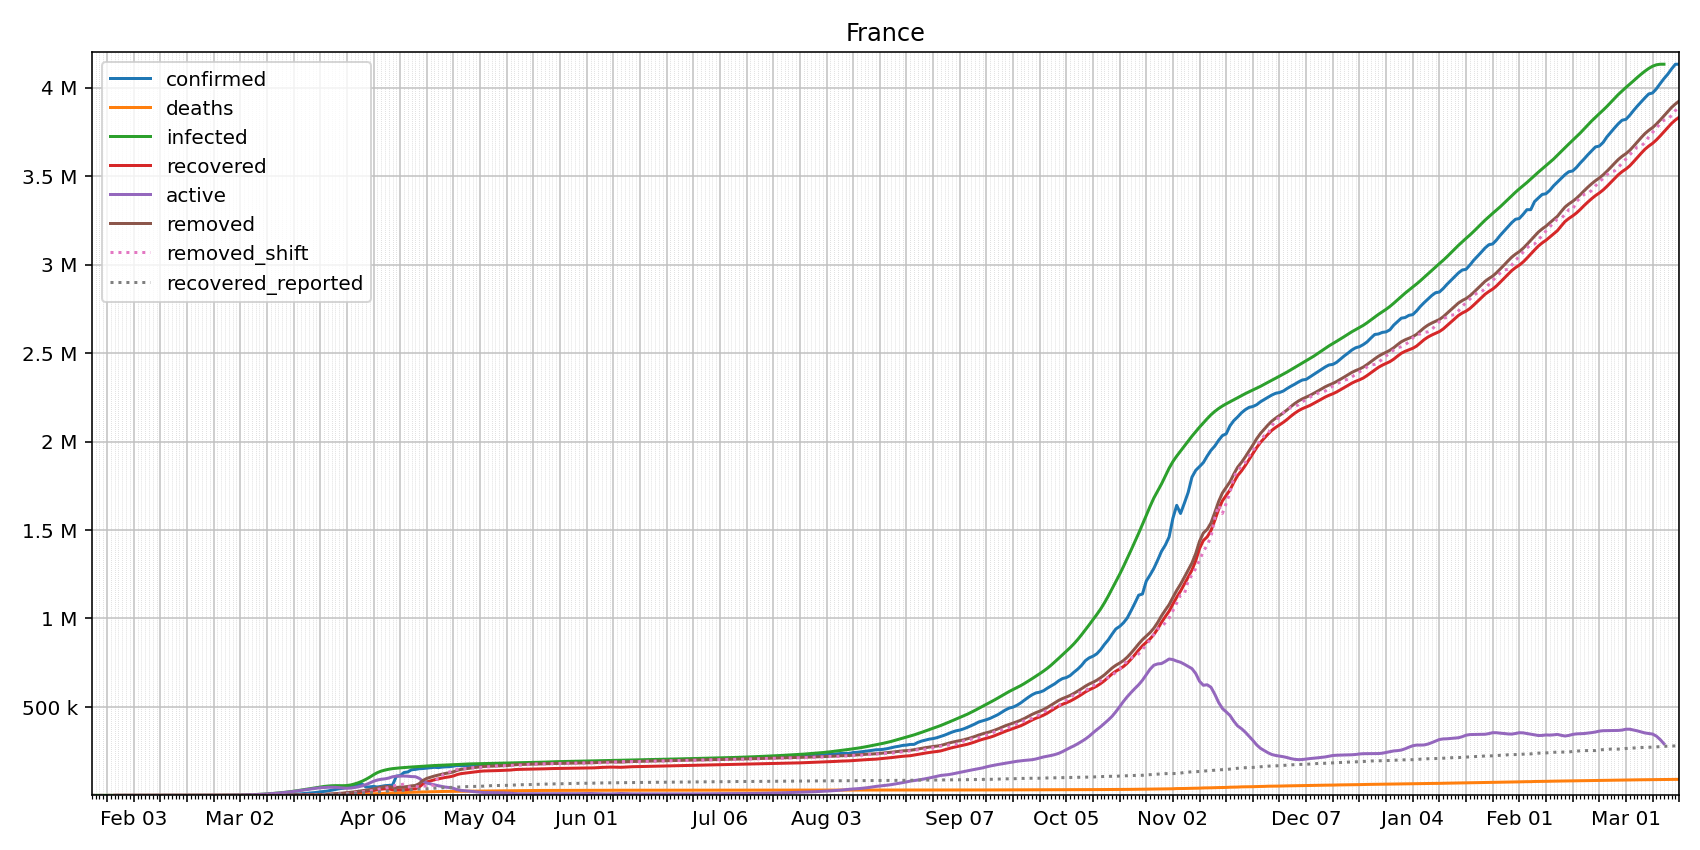 France
confirmed
deaths
infected
recovered
active
removed
removed_shift
recovered_reported
4 M
3.5 M
3 M
2.5 M
2 M
1.5 M
1 M
500 k
Feb 03 Mar 02 Apr 06 May 04 Jun 01 Jul 06 Aug 03 Sep 07 Oct 05 Nov 02 Dec 07 Jan 04 Feb 01 Mar 01